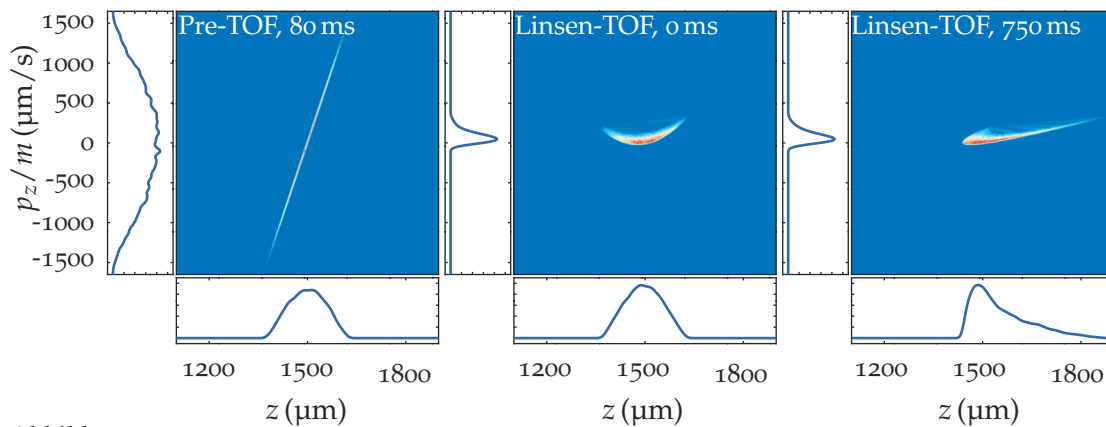 Pre-TOF, 80 ms
Linsen-TOF, 0 ms
Linsen-TOF, 750 ms
p_z/m (µm/s)
1500
1000
500
0
-500
-1000
-1500
1200 1500 1800
1200 1500 1800
1200 1500 1800
z (µm)
z (µm)
z (µm)